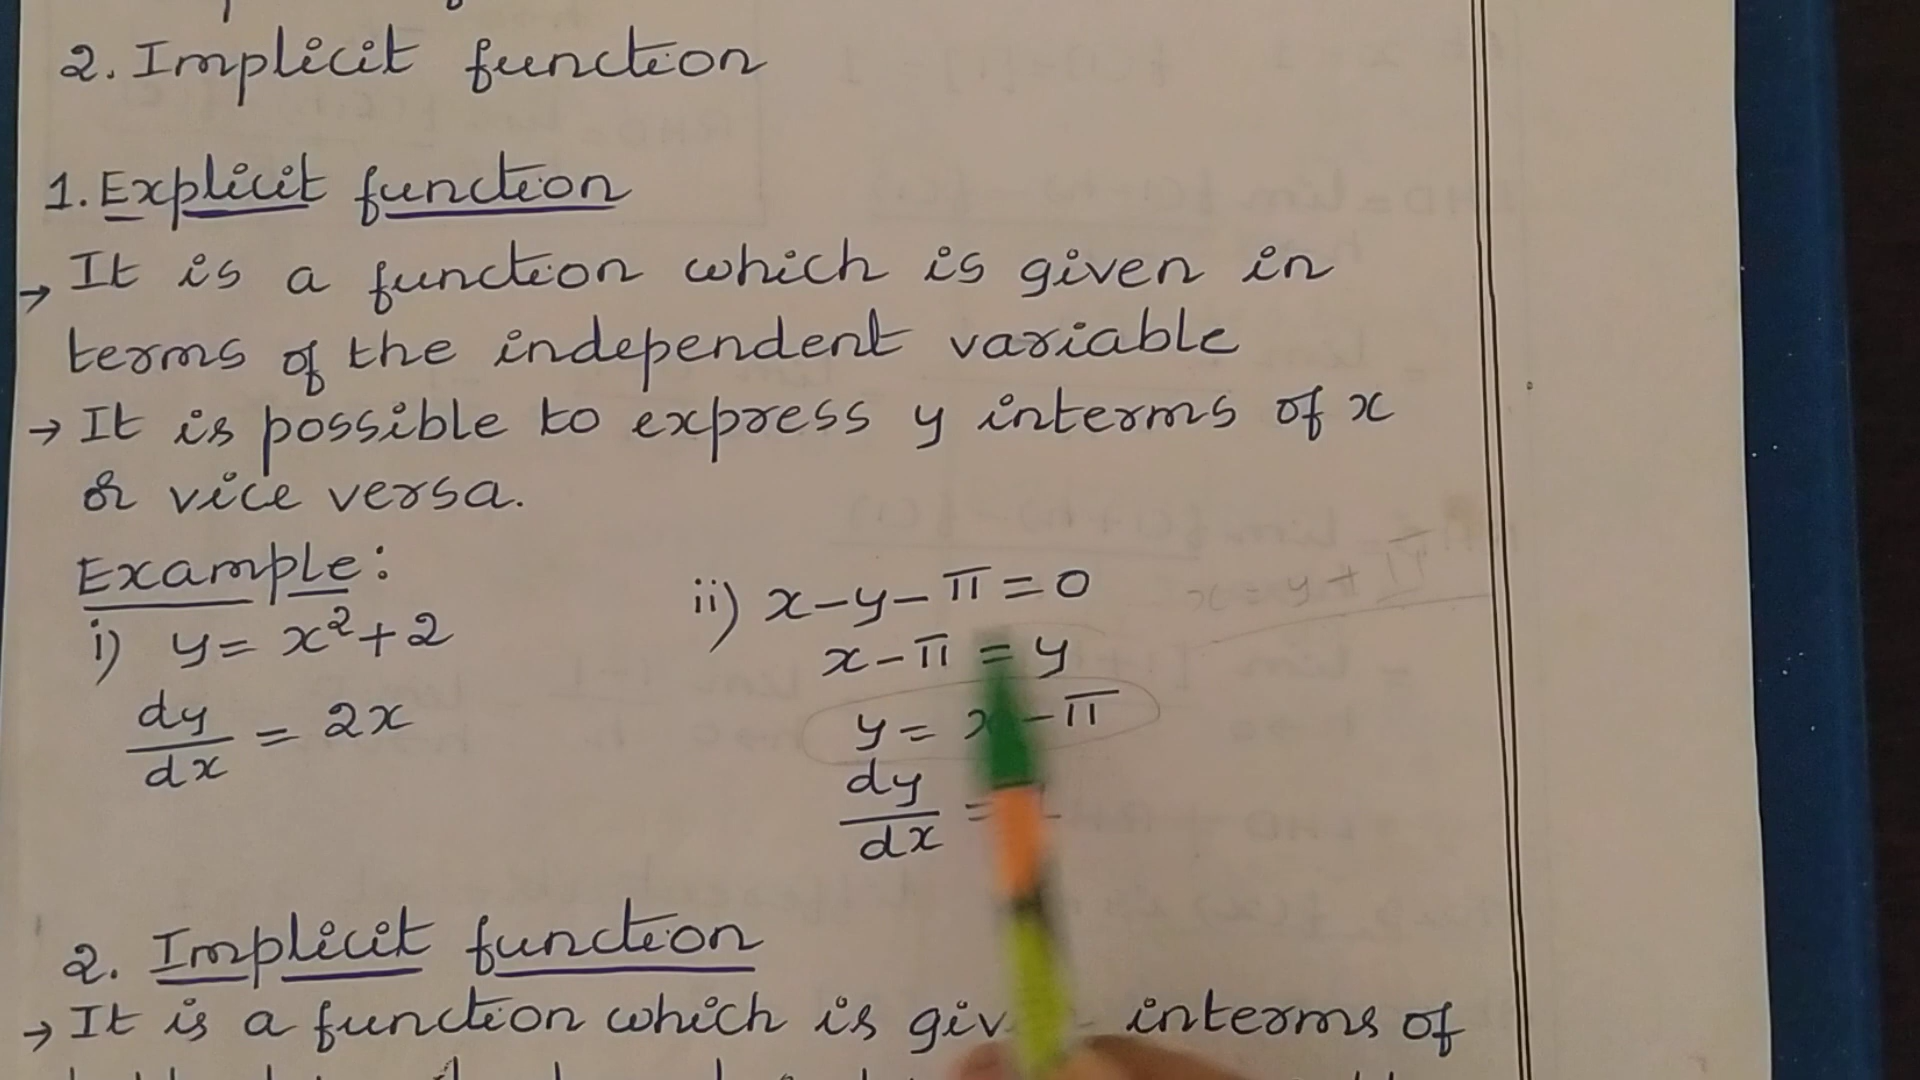 2. Implicit function
1. Explicit function
→ It is a function which is given in
terms of the independent variable
→ It is possible to express y interms of x
or vice versa.
Example:
i) y = x²+2
dy/dx = 2x
ii) x-y-π=0
x = y + π
x-π = y
y = x-π
dy/dx =
2. Implicit function
→ It is a function which is interms of